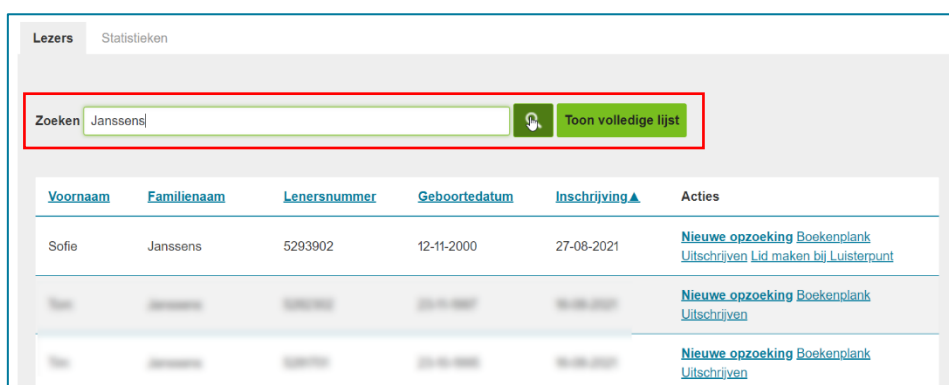 Lezers Statistieken
Zoeken Janssens Toon volledige lijst
Voornaam Familienaam Lenersnummer Geboortedatum Inschrijving▲ Acties
Sofie Janssens 5293902 12-11-2000 27-08-2021 Nieuwe opzoeking Boekenplank
Uitschrijven Lid maken bij Luisterpunt
Nieuwe opzoeking Boekenplank
Uitschrijven
Nieuwe opzoeking Boekenplank
Uitschrijven